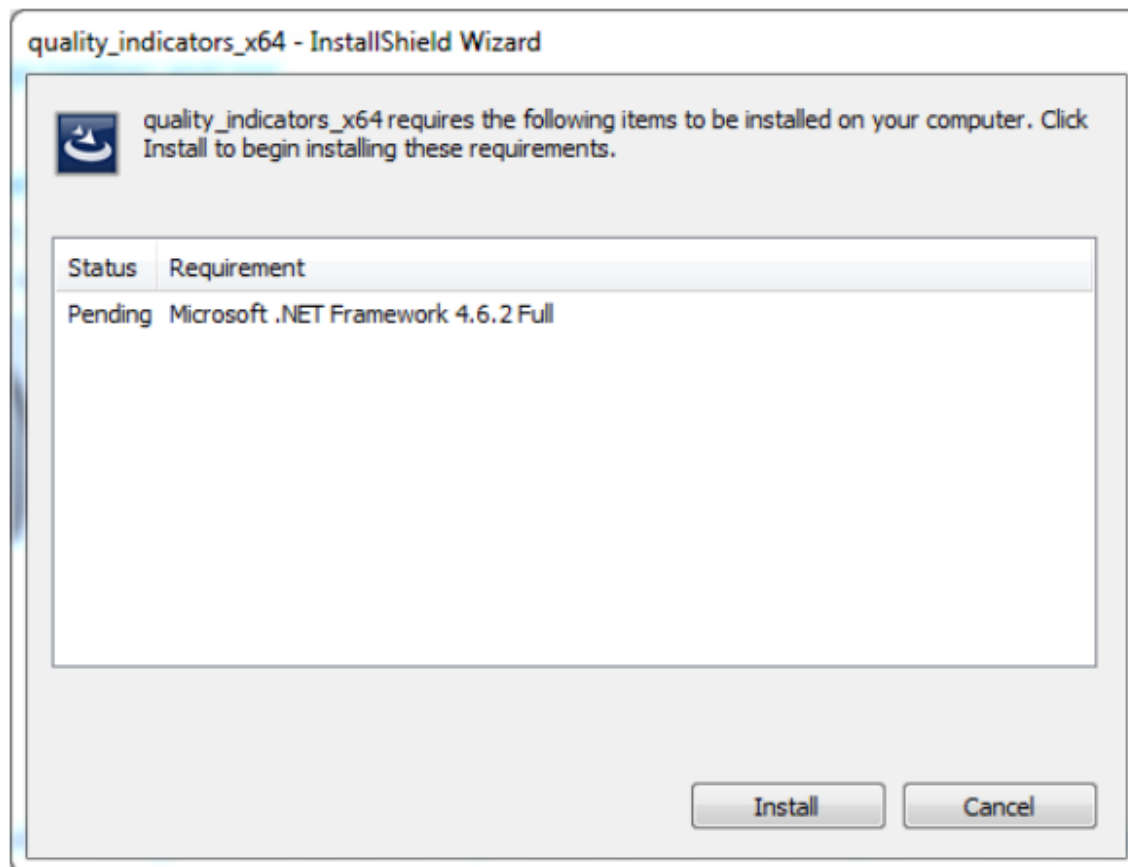 quality_indicators_x64 - InstallShield Wizard
quality_indicators_x64 requires the following items to be installed on your computer. Click
Install to begin installing these requirements.
Status Requirement
Pending Microsoft .NET Framework 4.6.2 Full
Install Cancel